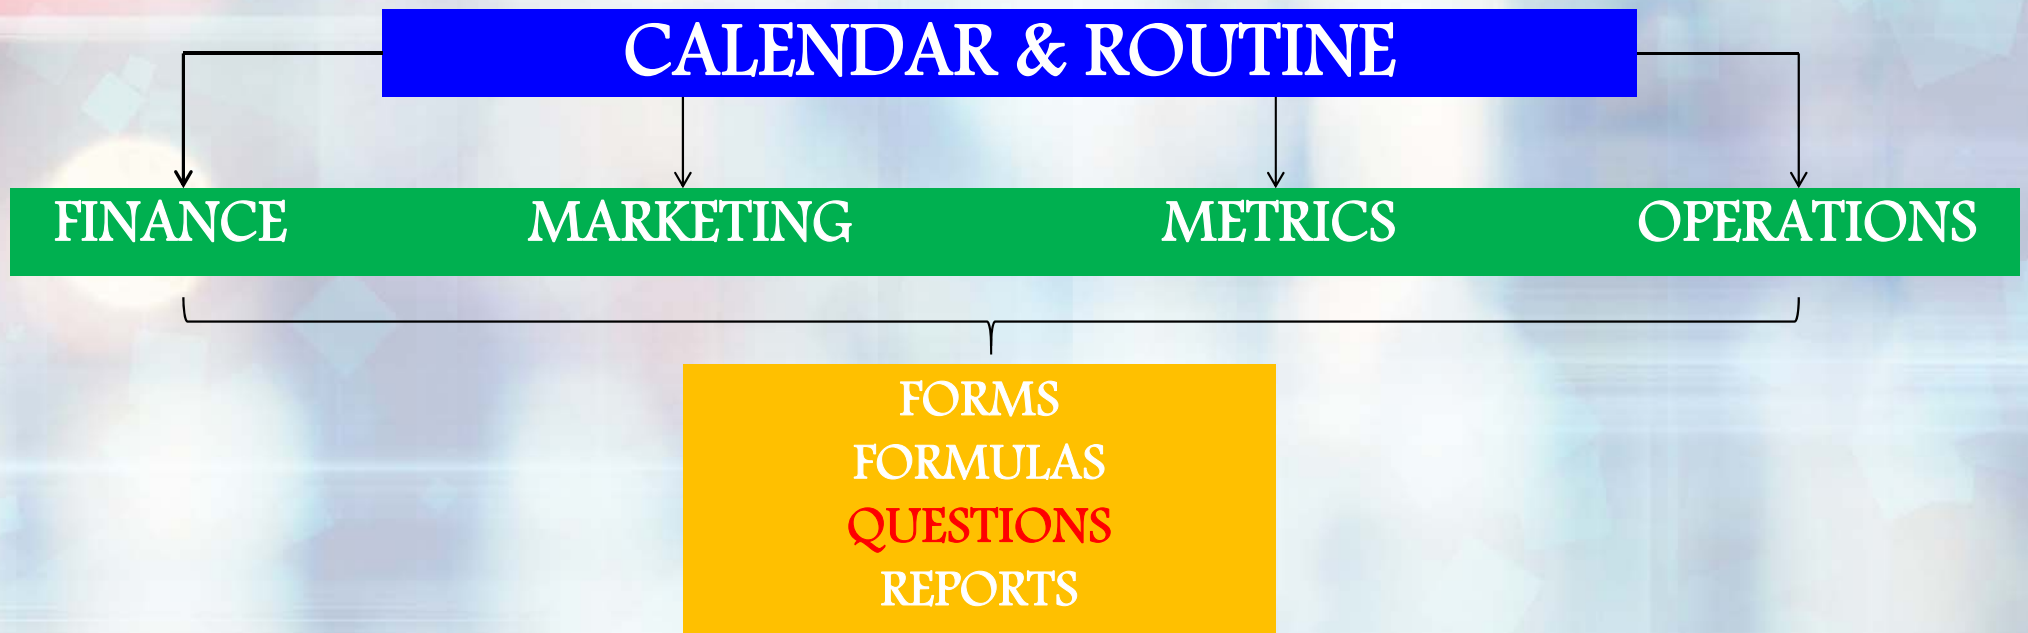 CALENDAR & ROUTINE
FINANCE MARKETING METRICS OPERATIONS
FORMS
FORMULAS
QUESTIONS
REPORTS